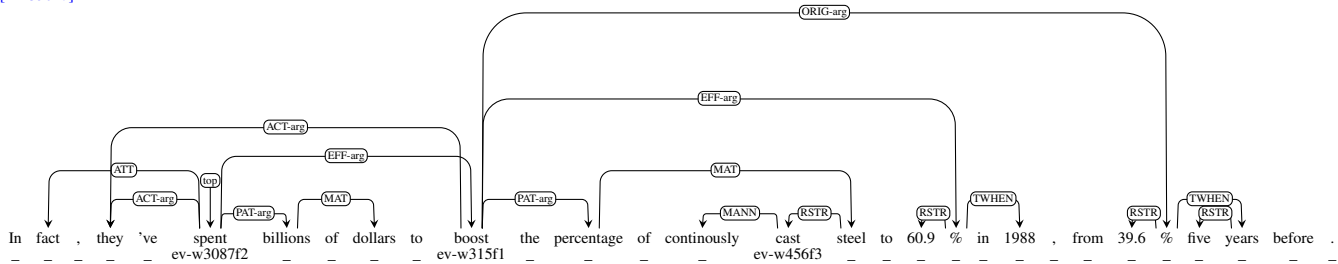 ORIG-arg
EFF-arg
ACT-arg
EFF-arg
ATT top MAT
ACT-arg PAT-arg MAT PAT-arg MANN RSTR RSTR TWHEN RSTR TWHEN RSTR
In fact , they 've spent billions of dollars to boost the percentage of continously cast steel to 60.9 % in 1988 , from 39.6 % five years before .
_ _ _ _ _ ev-w3087f2 _ _ _ _ ev-w315f1 _ _ _ _ ev-w456f3 _ _ _ _ _ _ _ _ _ _ _ _ _ _